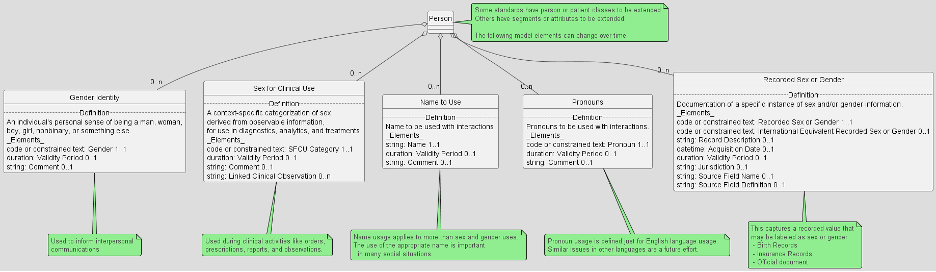 Person
Some standards have person or patient classes to be extended
Others have segments or attributes to be extended
The following model elements can change over time
0..n
0..n
0..n
0..n
0..n
Gender Identity
Definition
An individual's personal sense of being a man, woman,
boy, girl, nonbinary, or something else.
_Elements_
code or constrained text: Gender 1..1
duration: Validity Period 0..1
string: Comment 0..1
Sex for Clinical Use
Definition
A context-specific categorization of sex
derived from observable information,
for use in diagnostics, analytics, and treatments
_Elements_
code or constrained text: SFCU Category 1..1
duration: Validity Period 0..1
string: Comment 0..1
string: Linked Clinical Observation 0..n
Name to Use
Definition
Name to be used with interactions
_Elements_
string: Name 1..1
duration: Validity Period 0..1
string: Comment 0..1
Pronouns
Definition
Pronouns to be used with interactions.
_Elements_
code or constrained text: Pronoun 1..1
duration: Validity Period 0..1
string: Comment 0..1
Recorded Sex or Gender
Definition
Documentation of a specific instance of sex and/or gender information.
_Elements_
code or constrained text: Recorded Sex or Gender 1..1
code or constrained text: International Equivalent Recorded Sex or Gender 0..1
string: Record Description 0..1
datetime: Acquisition Date 0..1
duration: Validity Period 0..1
string: Jurisdiction 0..1
string: Source Field Name 0..1
string: Source Field Definition 0..1
Used to inform interpersonal
communications
Used during clinical activities like orders,
prescriptions, reports, and observations.
Name usage applies to more than sex and gender uses.
The use of the appropriate name is important
in many social situations
Pronoun usage is defined just for English language usage.
Similar issues in other languages are a future effort.
This captures a recorded value that
may be labeled as sex or gender
- Birth Records
- Insurance Records
- Official document